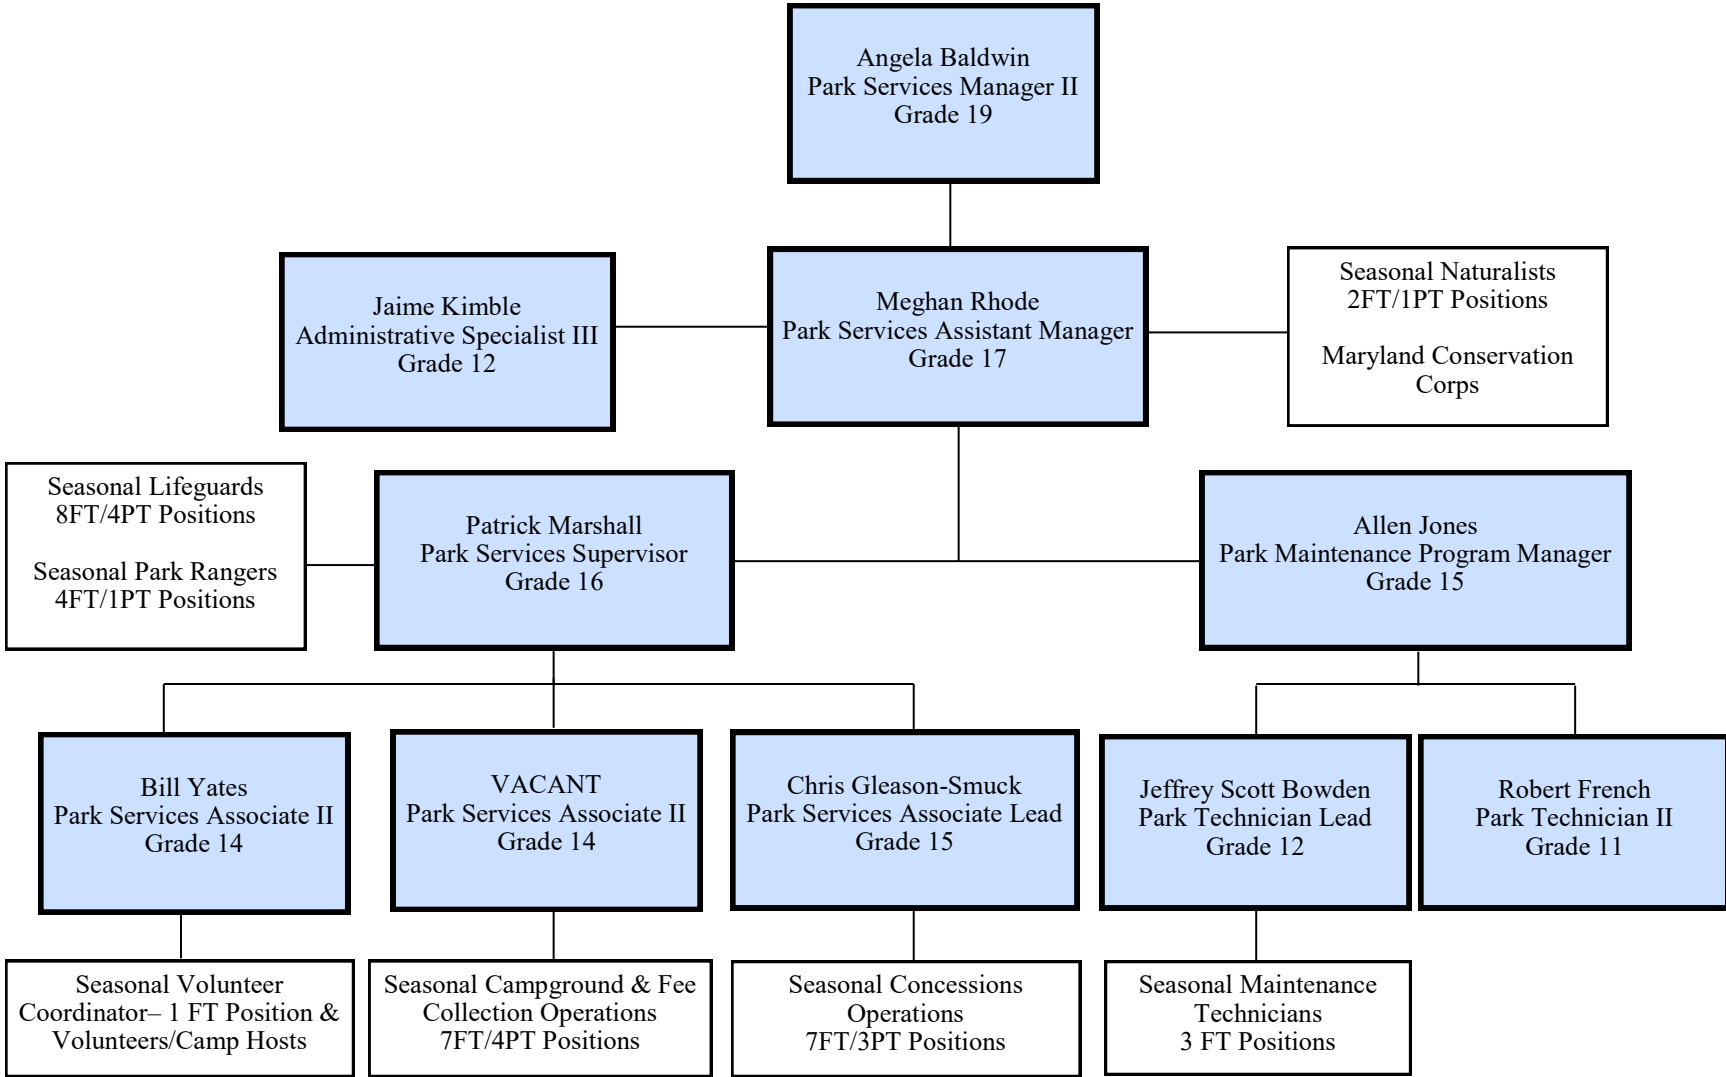 Angela Baldwin
Park Services Manager II
Grade 19
Jaime Kimble
Administrative Specialist III
Grade 12
Meghan Rhode
Park Services Assistant Manager
Grade 17
Seasonal Naturalists
2FT/1PT Positions
Maryland Conservation
Corps
Seasonal Lifeguards
8FT/4PT Positions
Seasonal Park Rangers
4FT/1PT Positions
Patrick Marshall
Park Services Supervisor
Grade 16
Allen Jones
Park Maintenance Program Manager
Grade 15
Bill Yates
Park Services Associate II
Grade 14
VACANT
Park Services Associate II
Grade 14
Chris Gleason-Smuck
Park Services Associate Lead
Grade 15
Jeffrey Scott Bowden
Park Technician Lead
Grade 12
Robert French
Park Technician II
Grade 11
Seasonal Volunteer
Coordinator– 1 FT Position &
Volunteers/Camp Hosts
Seasonal Campground & Fee
Collection Operations
7FT/4PT Positions
Seasonal Concessions
Operations
7FT/3PT Positions
Seasonal Maintenance
Technicians
3 FT Positions